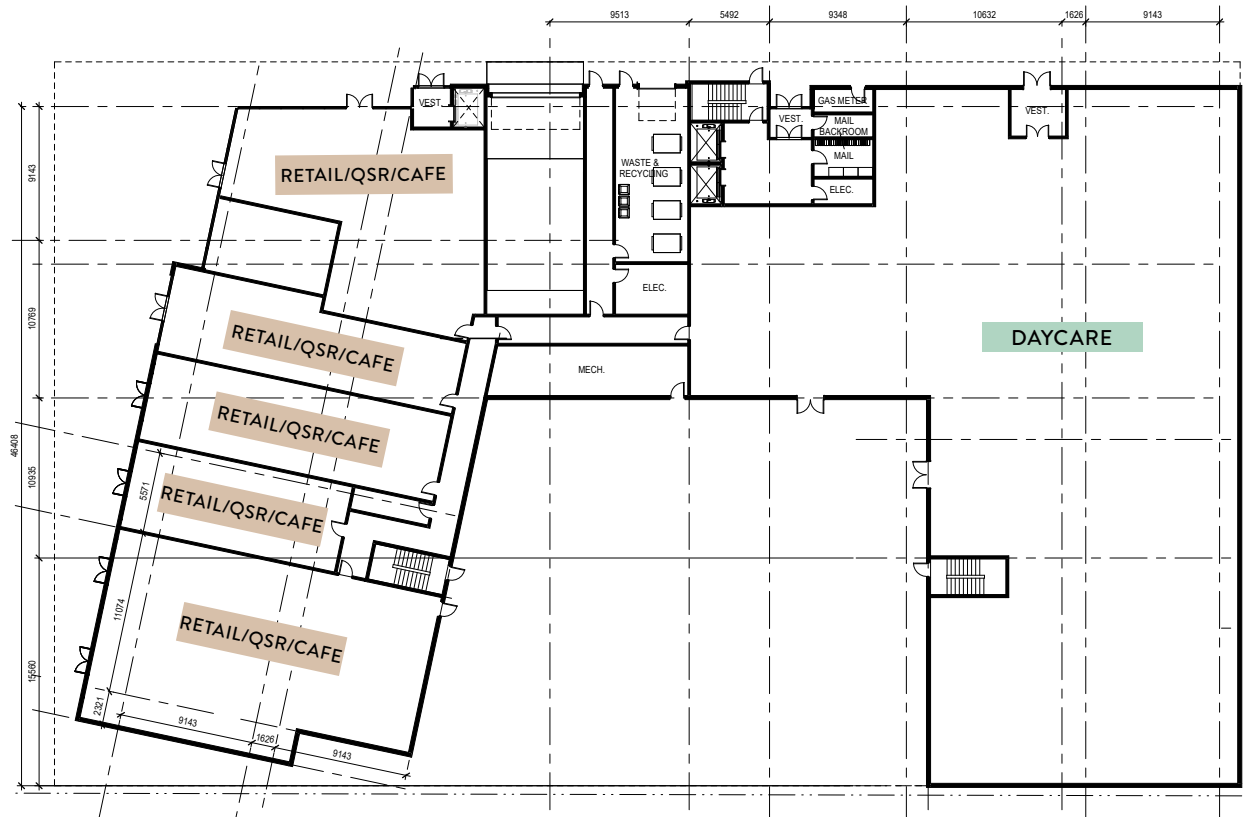 9513
5492
9348
10632
1626
9143
VEST.
GAS METER
VEST.
MAIL
BACKROOM
VEST.
MAIL
WASTE &
RECYCLING
ELEC.
RETAIL/QSR/CAFE
9143
ELEC.
10769
RETAIL/QSR/CAFE
DAYCARE
MECH.
RETAIL/QSR/CAFE
46408
10935
5571
RETAIL/QSR/CAFE
11074
RETAIL/QSR/CAFE
15560
2321
9143
1626
9143